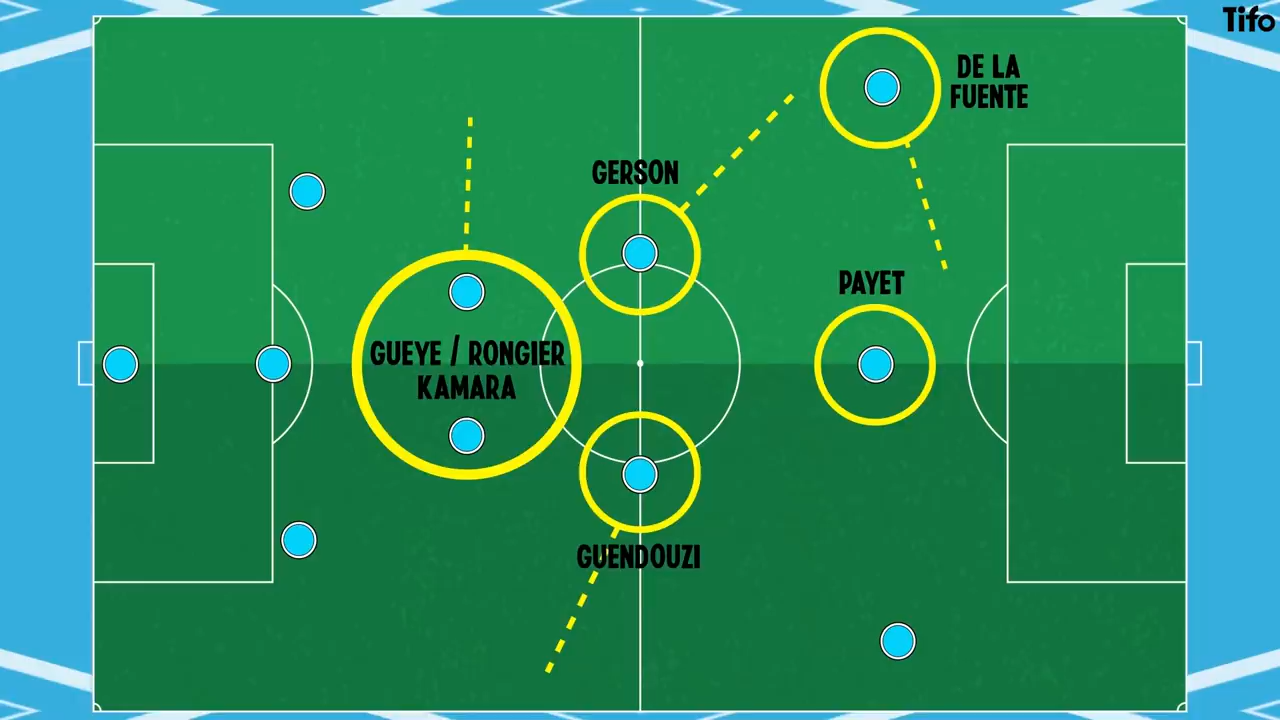 Tifo
DE LA
FUENTE
GERSON
PAYET
GUEYE / RONGIER
KAMARA
GUENDOUZI